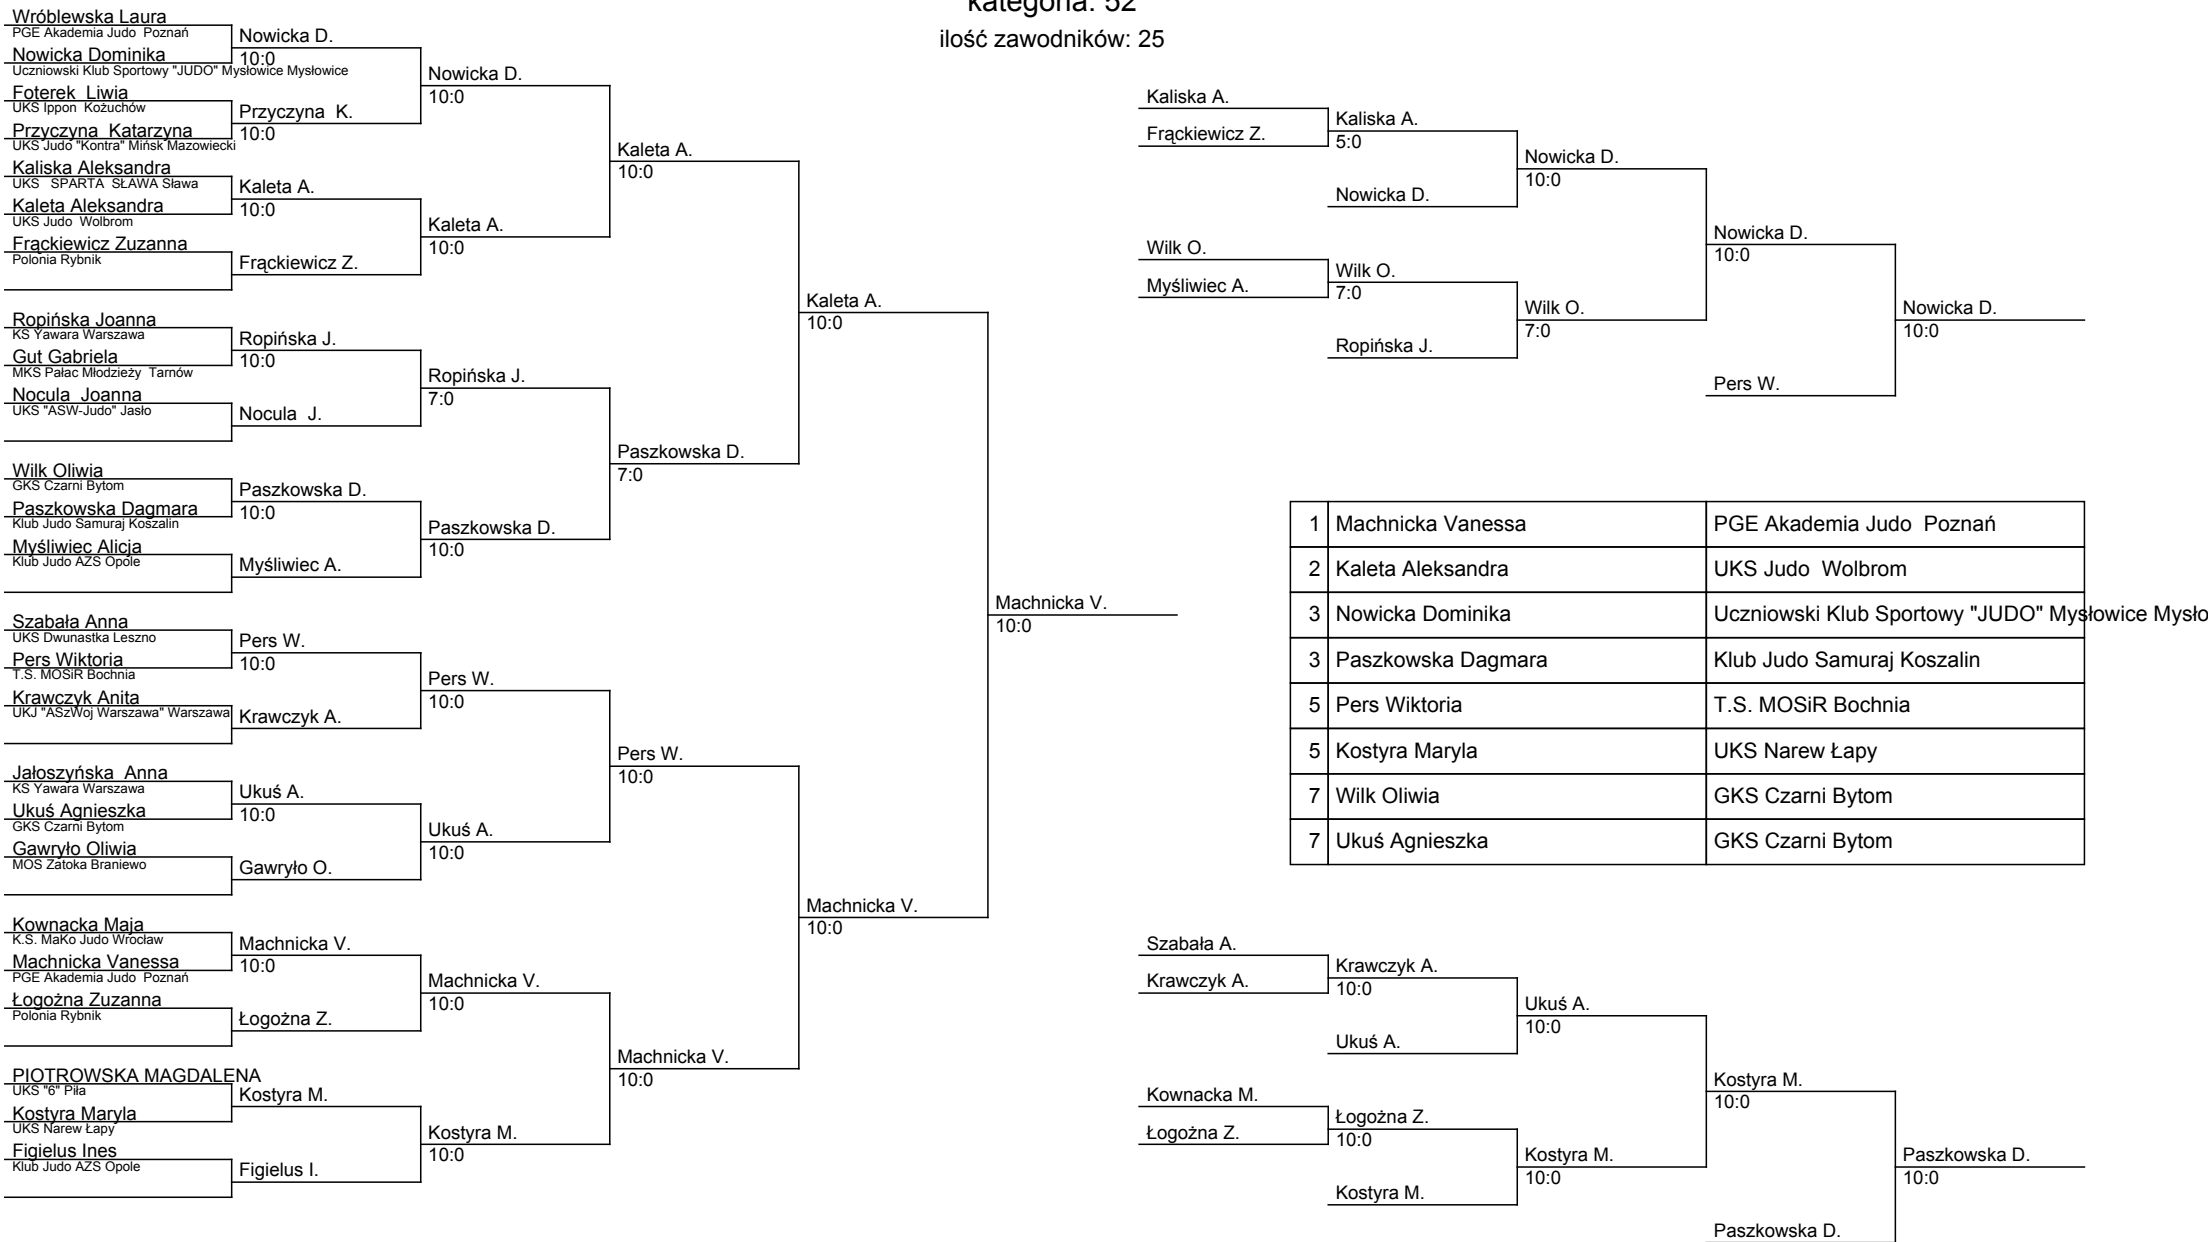 kategoria: 52
ilość zawodników: 25
Wróblewska Laura
PGE Akademia Judo  Poznań
Nowicka Dominika
Uczniowski Klub Sportowy "JUDO" Mysłowice Mysłowice
Foterek  Liwia
UKS Ippon  Kożuchów
Przyczyna  Katarzyna
UKS Judo "Kontra" Mińsk Mazowiecki
Kaliska Aleksandra
UKS   SPARTA  SŁAWA Sława
Kaleta Aleksandra
UKS Judo  Wolbrom
Frąckiewicz Zuzanna
Polonia Rybnik
Ropińska Joanna
KS Yawara Warszawa
Gut Gabriela
MKS Pałac Młodzieży  Tarnów
Nocula  Joanna
UKS "ASW-Judo" Jasło
Wilk Oliwia
GKS Czarni Bytom
Paszkowska Dagmara
Klub Judo Samuraj Koszalin
Myśliwiec Alicja
Klub Judo AZS Opole
Szabała Anna
UKS Dwunastka Leszno
Pers Wiktoria
T.S. MOSiR Bochnia
Krawczyk Anita
UKJ "ASzWoj Warszawa" Warszawa
Jałoszyńska  Anna
KS Yawara Warszawa
Ukuś Agnieszka
GKS Czarni Bytom
Gawryło Oliwia
MOS Zatoka Braniewo
Kownacka Maja
K.S. MaKo Judo Wrocław
Machnicka Vanessa
PGE Akademia Judo  Poznań
Łogożna Zuzanna
Polonia Rybnik
PIOTROWSKA MAGDALENA
UKS "6" Piła
Kostyra Maryla
UKS Narew Łapy
Figielus Ines
Klub Judo AZS Opole
Nowicka D.
10:0
Przyczyna  K.
10:0
Kaleta A.
10:0
Frąckiewicz Z.
Ropińska J.
10:0
Nocula  J.
Paszkowska D.
10:0
Myśliwiec A.
Pers W.
10:0
Krawczyk A.
Ukuś A.
10:0
Gawryło O.
Machnicka V.
10:0
Łogożna Z.
Kostyra M.
Figielus I.
Nowicka D.
10:0
Kaleta A.
10:0
Ropińska J.
7:0
Paszkowska D.
10:0
Pers W.
10:0
Ukuś A.
10:0
Machnicka V.
10:0
Kostyra M.
10:0
Kaleta A.
10:0
Paszkowska D.
7:0
Pers W.
10:0
Machnicka V.
10:0
Kaleta A.
10:0
Machnicka V.
10:0
Machnicka V.
10:0
Kaliska A.
Frąckiewicz Z.
Kaliska A.
5:0
Nowicka D.
Nowicka D.
10:0
Wilk O.
Myśliwiec A.
Wilk O.
7:0
Ropińska J.
Wilk O.
7:0
Nowicka D.
10:0
Pers W.
Nowicka D.
10:0
1 Machnicka Vanessa PGE Akademia Judo  Poznań
2 Kaleta Aleksandra UKS Judo  Wolbrom
3 Nowicka Dominika Uczniowski Klub Sportowy "JUDO" Mysłowice Mysło
3 Paszkowska Dagmara Klub Judo Samuraj Koszalin
5 Pers Wiktoria T.S. MOSiR Bochnia
5 Kostyra Maryla UKS Narew Łapy
7 Wilk Oliwia GKS Czarni Bytom
7 Ukuś Agnieszka GKS Czarni Bytom
Szabała A.
Krawczyk A.
Krawczyk A.
10:0
Ukuś A.
Ukuś A.
10:0
Kownacka M.
Łogożna Z.
Łogożna Z.
10:0
Kostyra M.
Kostyra M.
10:0
Kostyra M.
10:0
Paszkowska D.
Paszkowska D.
10:0